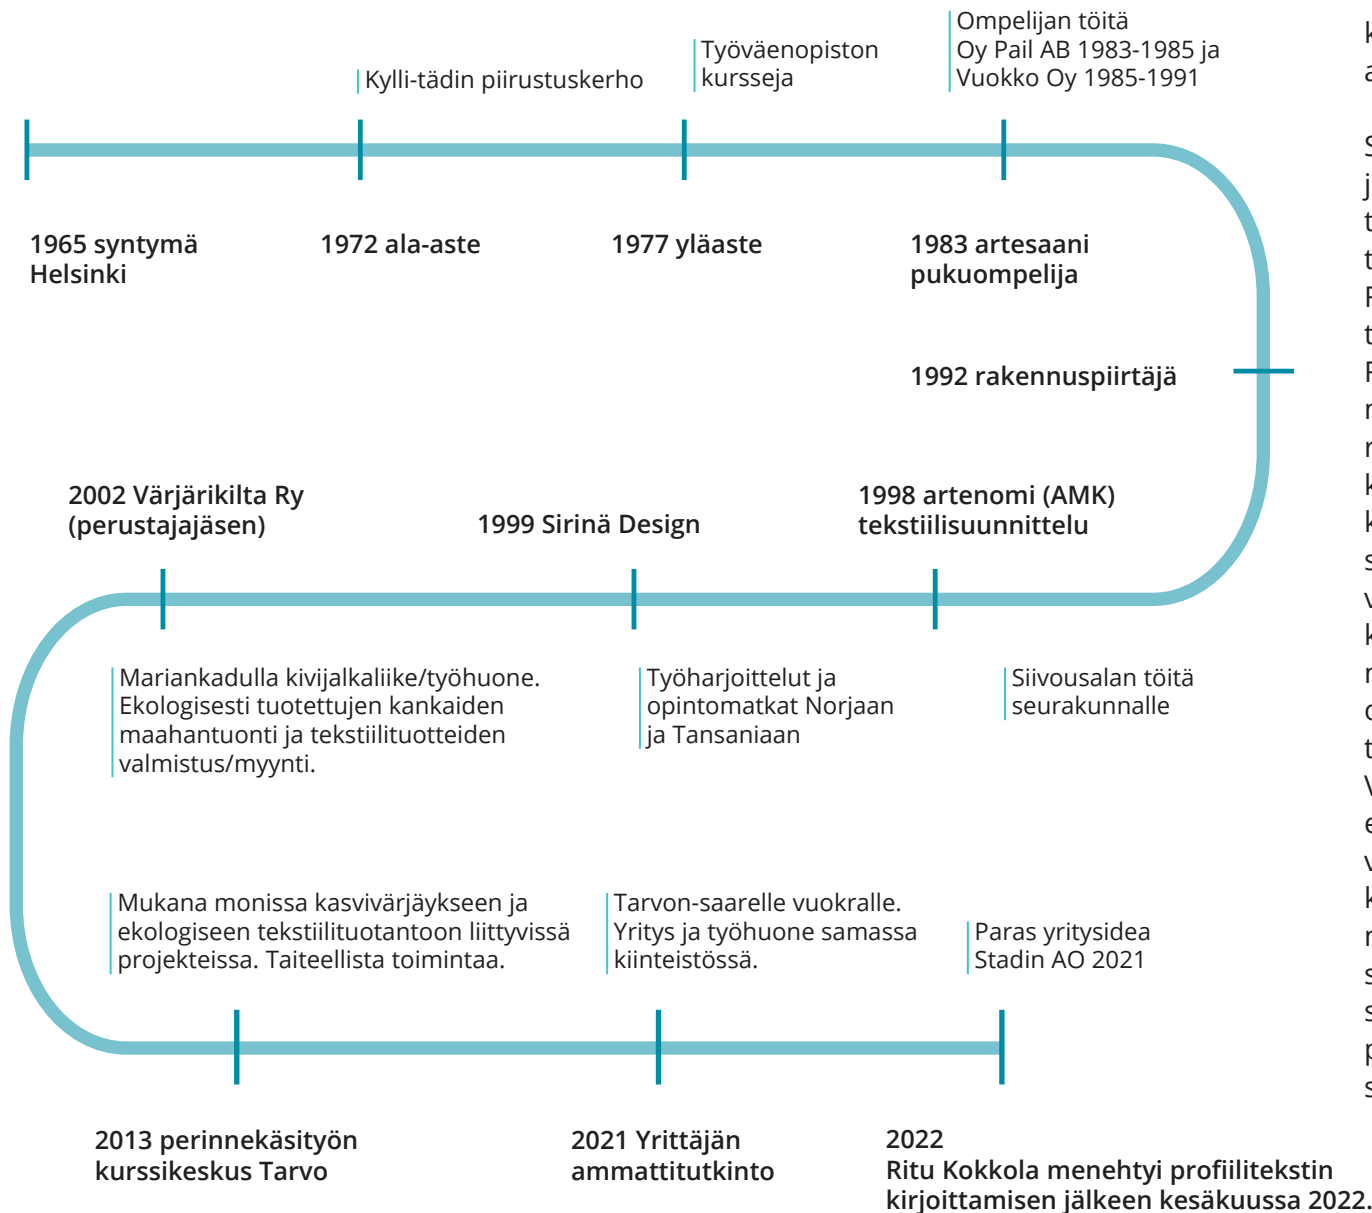 Kylli-tädin piirustuskerho
Työväenopiston
kursseja
Ompelijan töitä
Oy Pail AB 1983-1985 ja
Vuokko Oy 1985-1991
1965 syntymä
Helsinki
1972 ala-aste
1977 yläaste
1983 artesaani
pukuompelija
1992 rakennuspiirtäjä
2002 Värjärikilta Ry
(perustajajäsen)
1999 Sirinä Design
1998 artenomi (AMK)
tekstiilisuunnittelu
Mariankadulla kivijalkaliike/työhuone.
Ekologisesti tuotettujen kankaiden
maahantuonti ja tekstiilituotteiden
valmistus/myynti.
Työharjoittelut ja
opintomatkat Norjaan
ja Tansaniaan
Siivousalan töitä
seurakunnalle
Mukana monissa kasvivärjäykseen ja
ekologiseen tekstiilituotantoon liittyvissä
projekteissa. Taiteellista toimintaa.
Tarvon-saarelle vuokralle.
Yritys ja työhuone samassa
kiinteistössä.
Paras yritysidea
Stadin AO 2021
2013 perinnekäsityön
kurssikeskus Tarvo
2021 Yrittäjän
ammattitutkinto
2022
Ritu Kokkola menehtyi profiilitekstin
kirjoittamisen jälkeen kesäkuussa 2022.